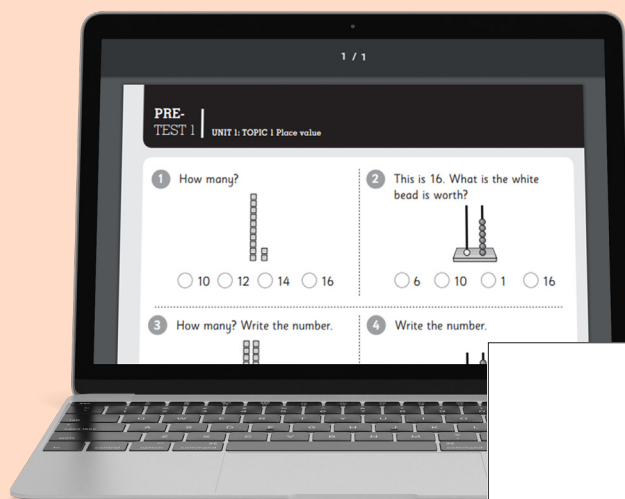 1 / 1
PRE-
TEST 1
UNIT 1: TOPIC 1 Place value
1 How many?
10 12 14 16
2 This is 16. What is the white
bead is worth?
6 10 1 16
3 How many? Write the number.
4 Write the number.